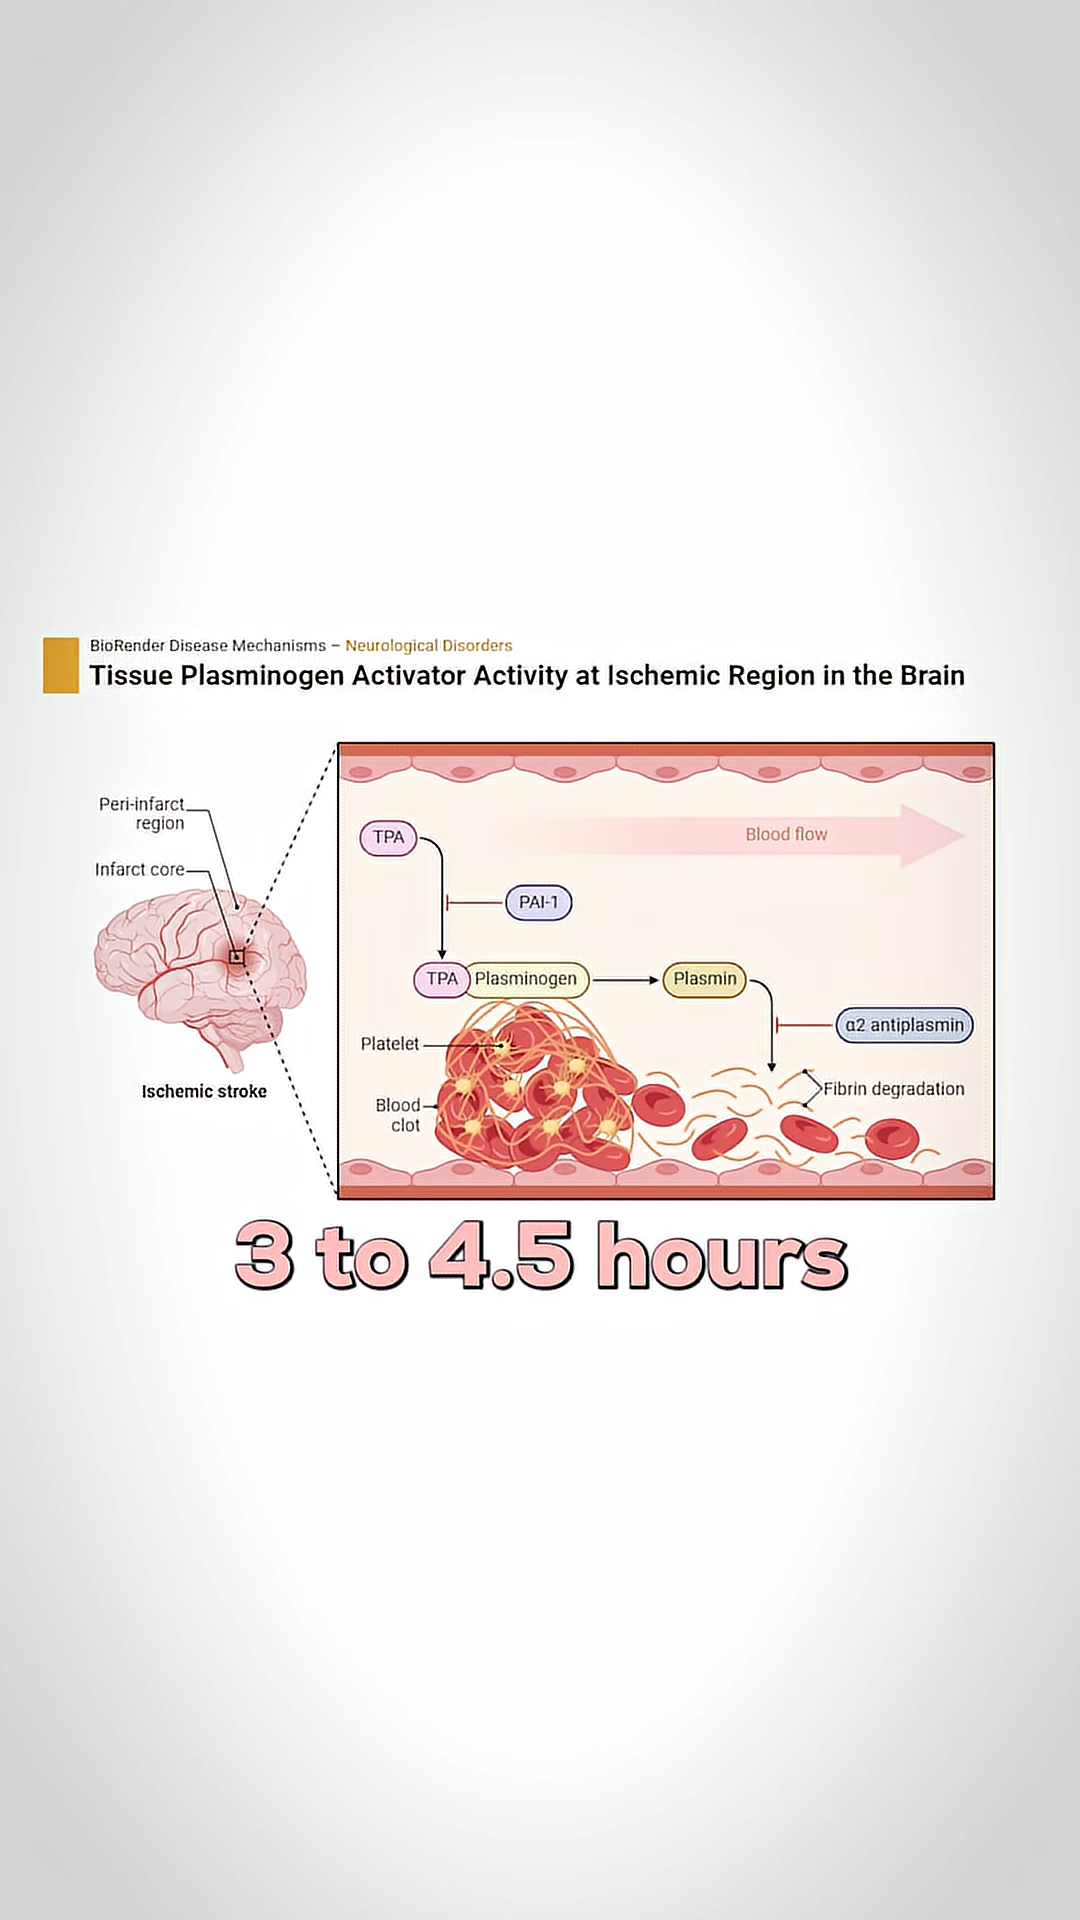 BioRender Disease Mechanisms – Neurological Disorders
Tissue Plasminogen Activator Activity at Ischemic Region in the Brain
Peri-infarct
region
Infarct core
Ischemic stroke
TPA
Blood flow
PAI-1
TPA
Plasminogen
Plasmin
α2 antiplasmin
Platelet
Fibrin degradation
Blood
clot
3 to 4.5 hours